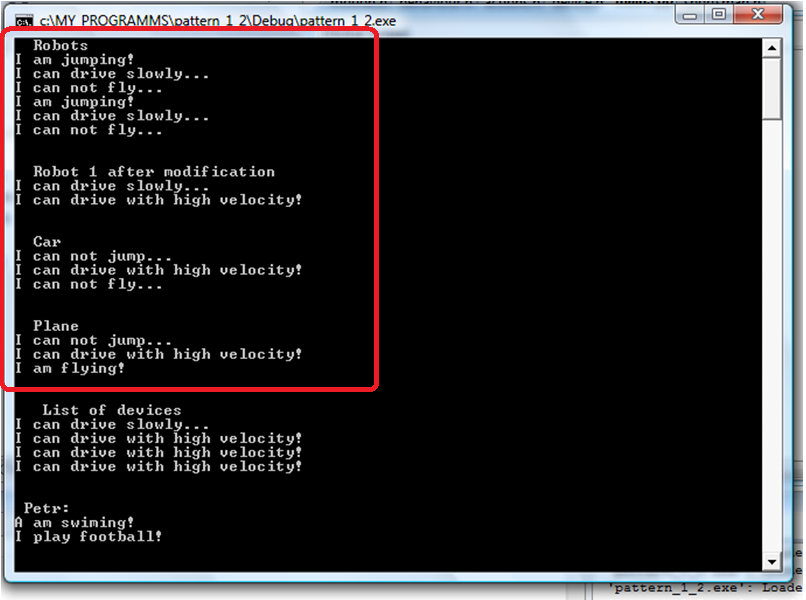 c:\MY_PROGRAMMS\pattern_1_2\Debug\pattern_1_2.exe
Robots
I am jumping!
I can drive slowly...
I can not fly...
I am jumping!
I can drive slowly...
I can not fly...
Robot 1 after modification
I can drive slowly...
I can drive with high velocity!
Car
I can not jump...
I can drive with high velocity!
I can not fly...
Plane
I can not jump...
I can drive with high velocity!
I am flying!
List of devices
I can drive slowly...
I can drive with high velocity!
I can drive with high velocity!
I can drive with high velocity!
Petr:
A am swiming!
I play football!
'pattern_1_2.exe': Loade